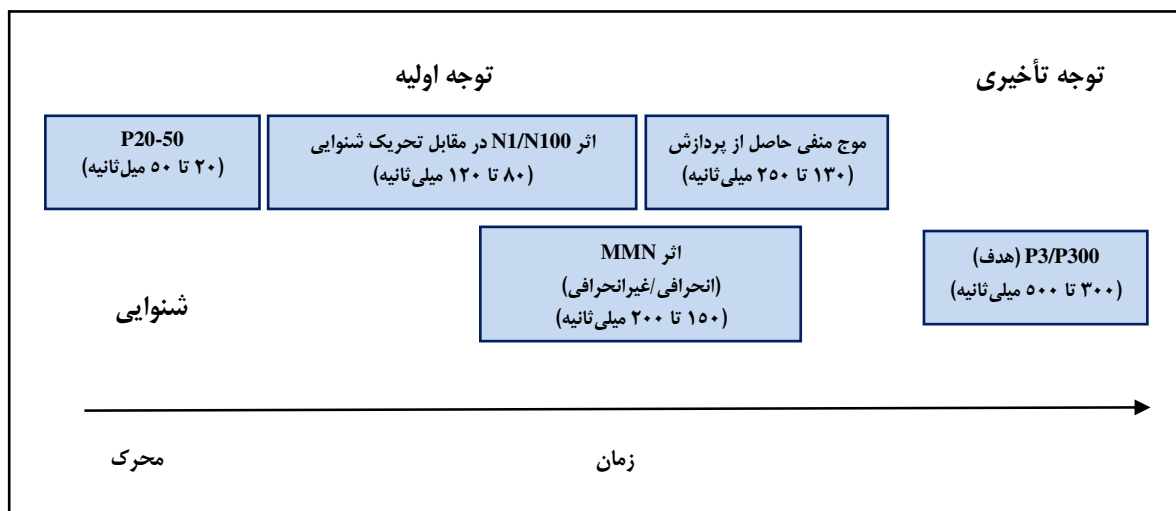 توجه تأخیری
توجه اولیه
P20-50
(۲۰ تا ۵۰ میل‌ثانیه)
اثر N1/N100 در مقابل تحریک شنوایی
(۸۰ تا ۱۲۰ میلی‌ثانیه)
موج منفی حاصل از پردازش
(۱۳۰ تا ۲۵۰ میلی‌ثانیه)
اثر MMN
(انحرافی/غیرانحرافی)
(۱۵۰ تا ۲۰۰ میلی‌ثانیه)
P3/P300 (هدف)
(۳۰۰ تا ۵۰۰ میلی‌ثانیه)
شنوایی
محرک
زمان